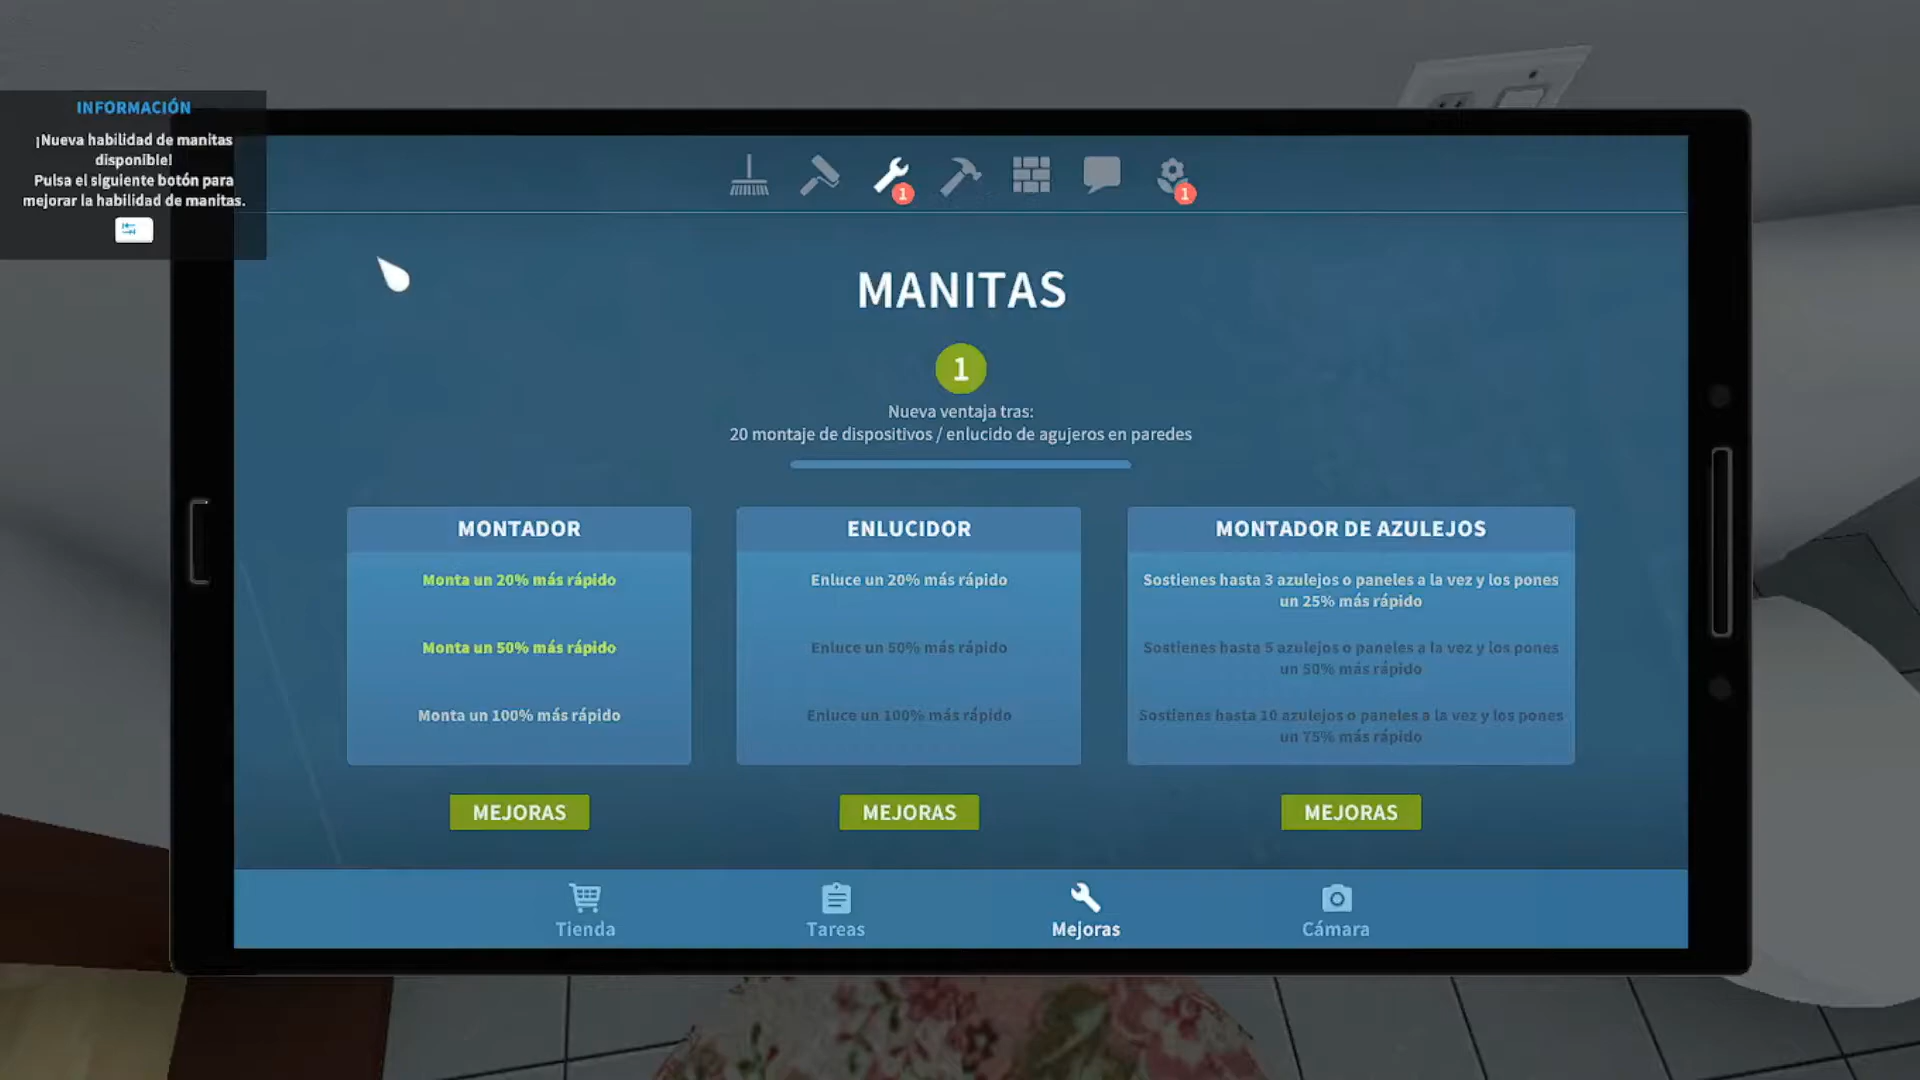 INFORMACIÓN
¡Nueva habilidad de manitas
disponible!
Pulsa el siguiente botón para
mejorar la habilidad de manitas.
1
1
MANITAS
1
Nueva ventaja tras:
20 montaje de dispositivos / enlucido de agujeros en paredes
MONTADOR
Monta un 20% más rápido
Monta un 50% más rápido
Monta un 100% más rápido
MEJORAS
ENLUCIDOR
Enluce un 20% más rápido
Enluce un 50% más rápido
Enluce un 100% más rápido
MEJORAS
MONTADOR DE AZULEJOS
Sostienes hasta 3 azulejos o paneles a la vez y los pones
un 25% más rápido
Sostienes hasta 5 azulejos o paneles a la vez y los pones
un 50% más rápido
Sostienes hasta 10 azulejos o paneles a la vez y los pones
un 75% más rápido
MEJORAS
Tienda
Tareas
Mejoras
Cámara